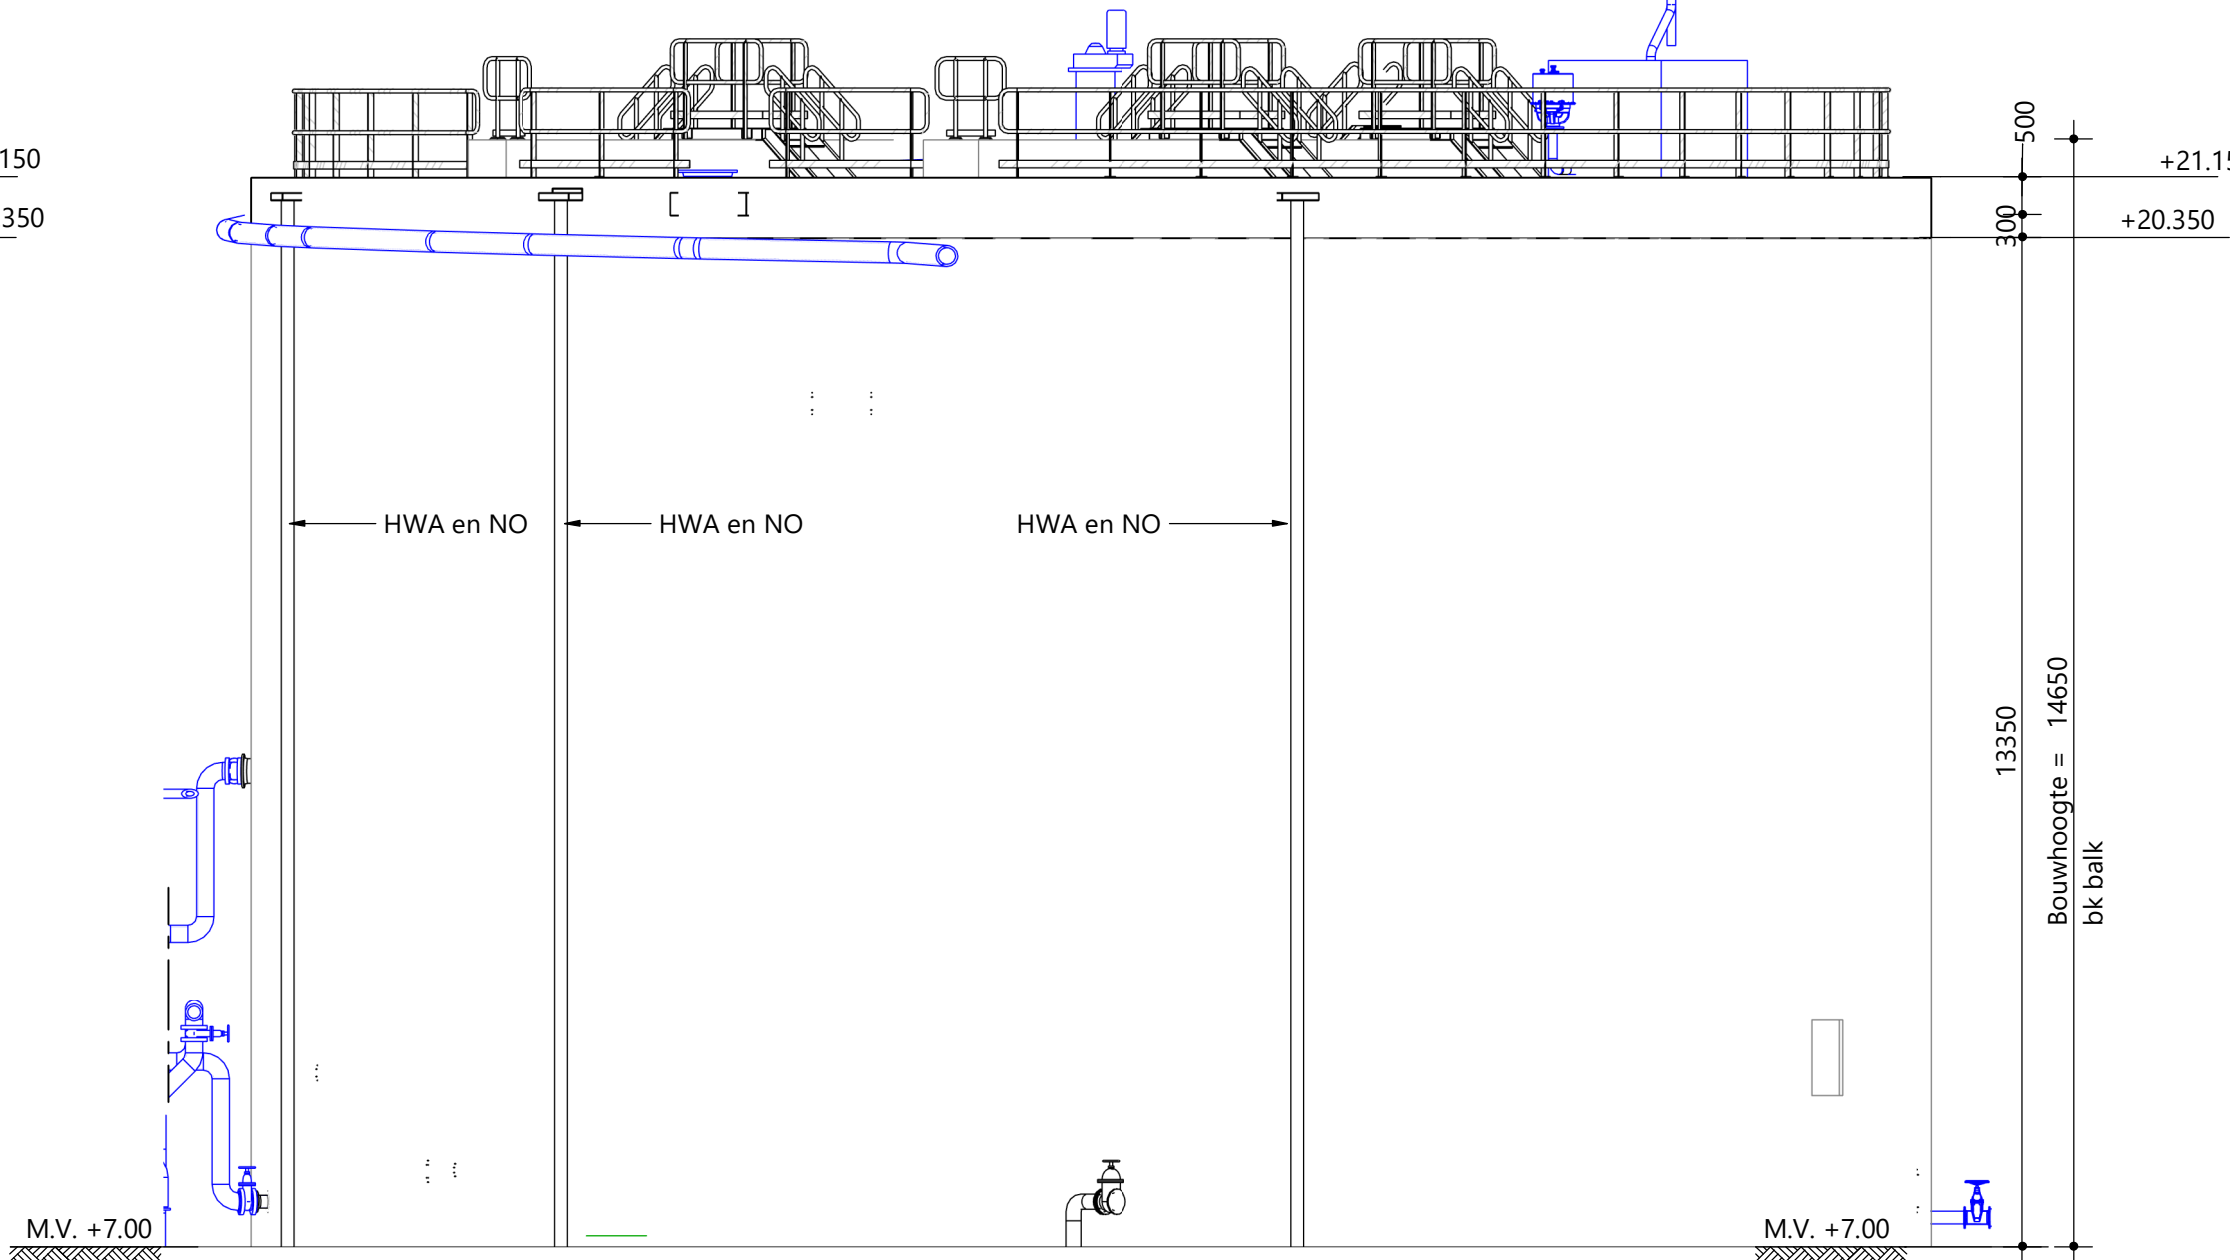 500
150
+21.15
350
300
+20.350
HWA en NO
HWA en NO
HWA en NO
13350
Bouwhoogte = 14650
bk balk
M.V. +7.00
M.V. +7.00